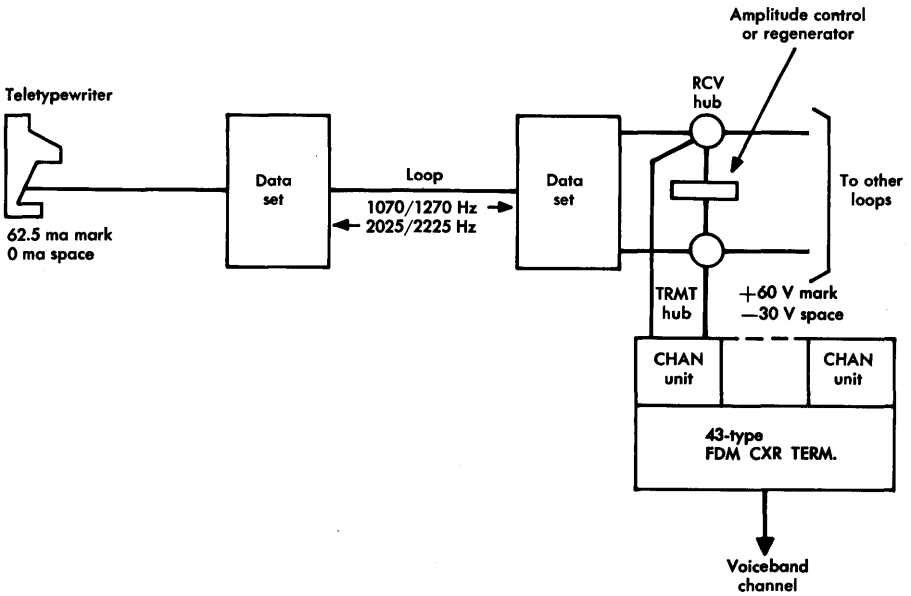 Amplitude control
or regenerator
Teletypewriter
RCV
hub
Data
set
Loop
1070/1270 Hz
2025/2225 Hz
Data
set
To other
loops
62.5 ma mark
0 ma space
TRMT
hub
+60 V mark
−30 V space
CHAN
unit
CHAN
unit
43-type
FDM CXR TERM.
Voiceband
channel